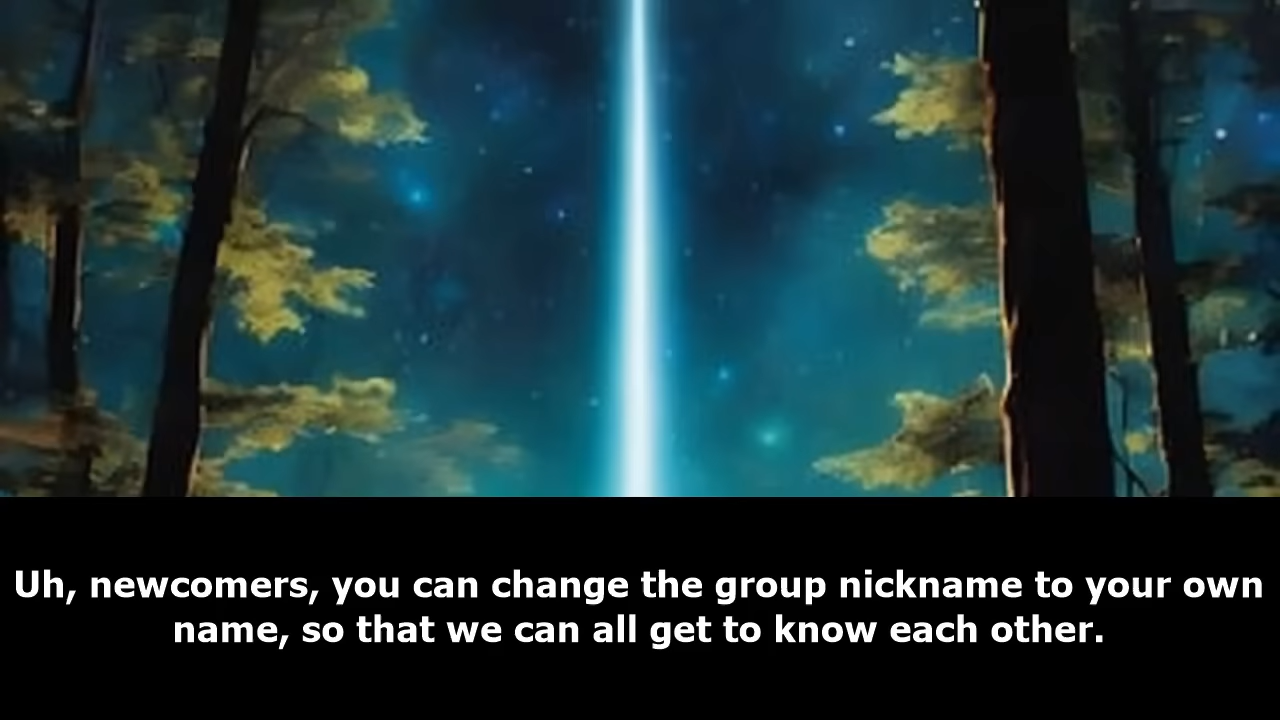 Uh, newcomers, you can change the group nickname to your own
name, so that we can all get to know each other.